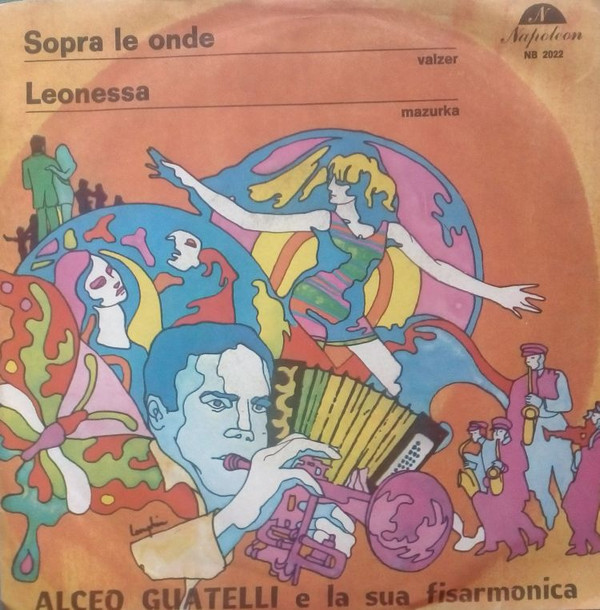 Sopra le onde
valzer
Leonessa
mazurka
N
Napoleon
NB 2022
ALCEO GUATELLI e la sua fisarmonica